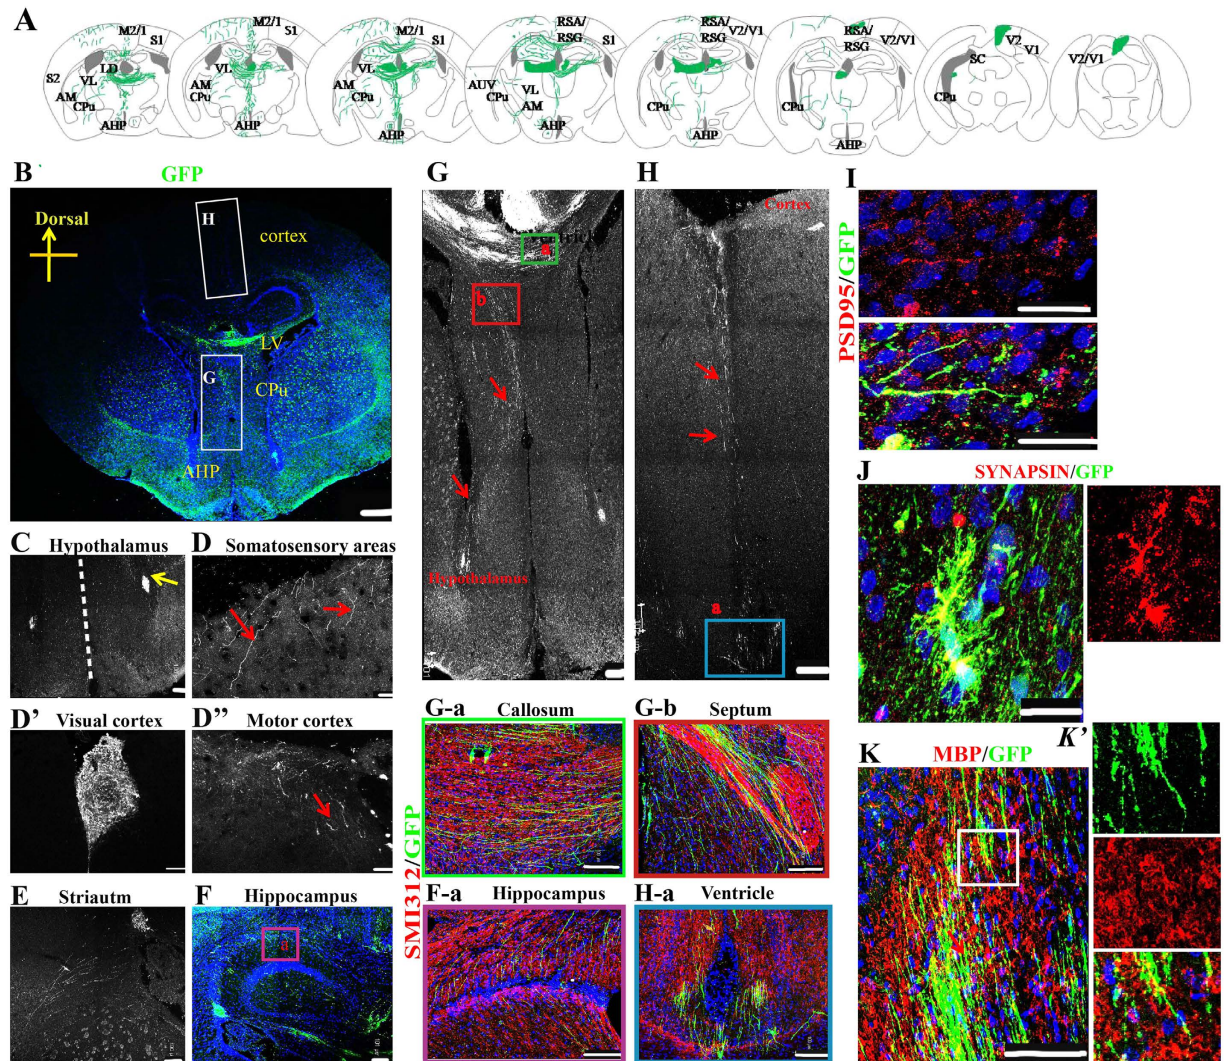 A
M2/1
S1
LD
S2
VL
AM
CPu
AHP
M2/1
S1
VL
AM
CPu
AHP
M2/1
S1
VL
AM
CPu
AHP
RSA/
RSG
S1
AUV
VL
AM
CPu
AHP
RSA/
RSG
V2/V1
CPu
AHP
RSA/
RSG
V2/V1
CPu
AHP
V2
V1
SC
CPu
V2/V1
B
GFP
Dorsal
H
cortex
LV
G
CPu
AHP
C Hypothalamus
D Somatosensory areas
D’ Visual cortex
D” Motor cortex
E Striautm
F Hippocampus
a
G
a
b
Hypothalamus
H
Cortex
a
SMI312/GFP
G-a Callosum
G-b Septum
F-a Hippocampus
H-a Ventricle
I
PSD95/GFP
J
SYNAPSIN/GFP
K
MBP/GFP
K’